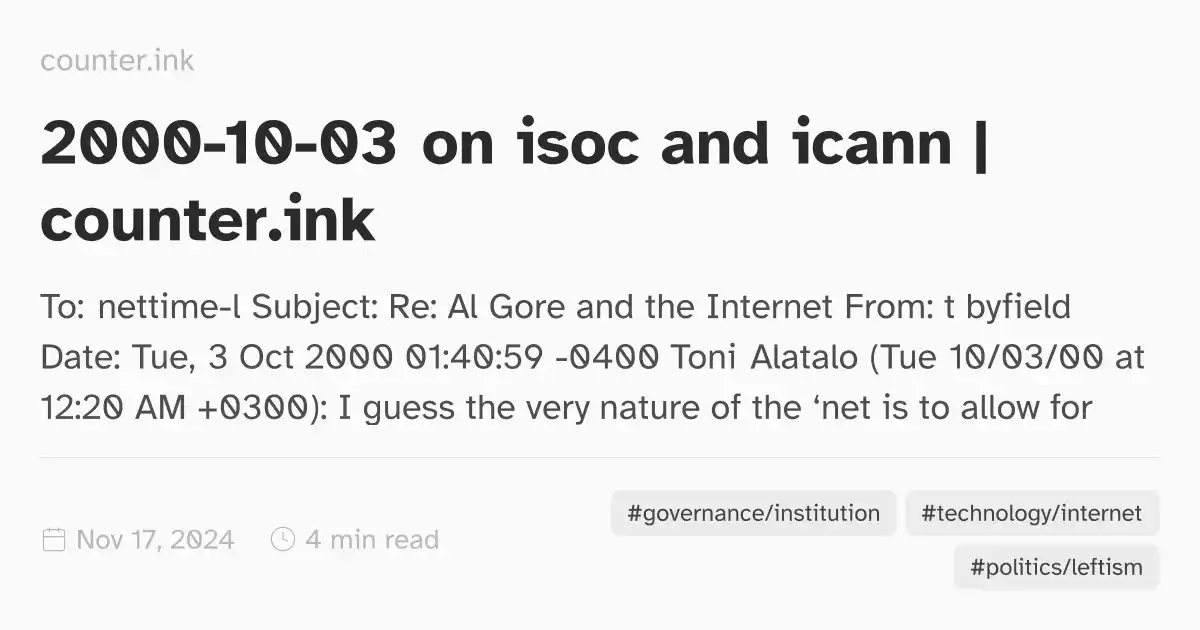 counter.ink
2000-10-03 on isoc and icann |
counter.ink
To: nettime-l Subject: Re: Al Gore and the Internet From: t byfield
Date: Tue, 3 Oct 2000 01:40:59 -0400 Toni Alatalo (Tue 10/03/00 at
12:20 AM +0300): I guess the very nature of the ‘net is to allow for
Nov 17, 2024 4 min read
#governance/institution #technology/internet
#politics/leftism